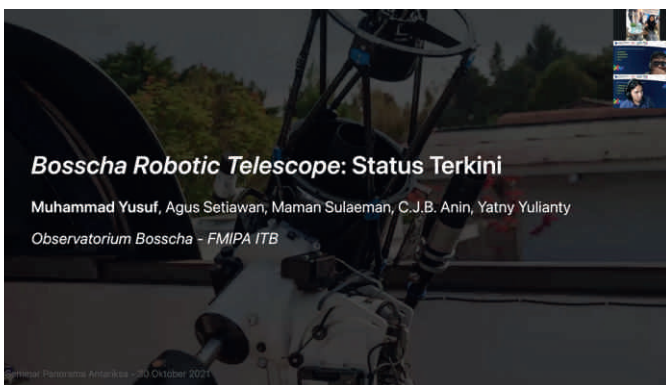 Bosscha Robotic Telescope: Status Terkini
Muhammad Yusuf, Agus Setiawan, Maman Sulaeman, C.J.B. Anin, Yatny Yulianty
Observatorium Bosscha - FMIPA ITB
Seminar Panorama Antariksa - 30 Oktober 2021